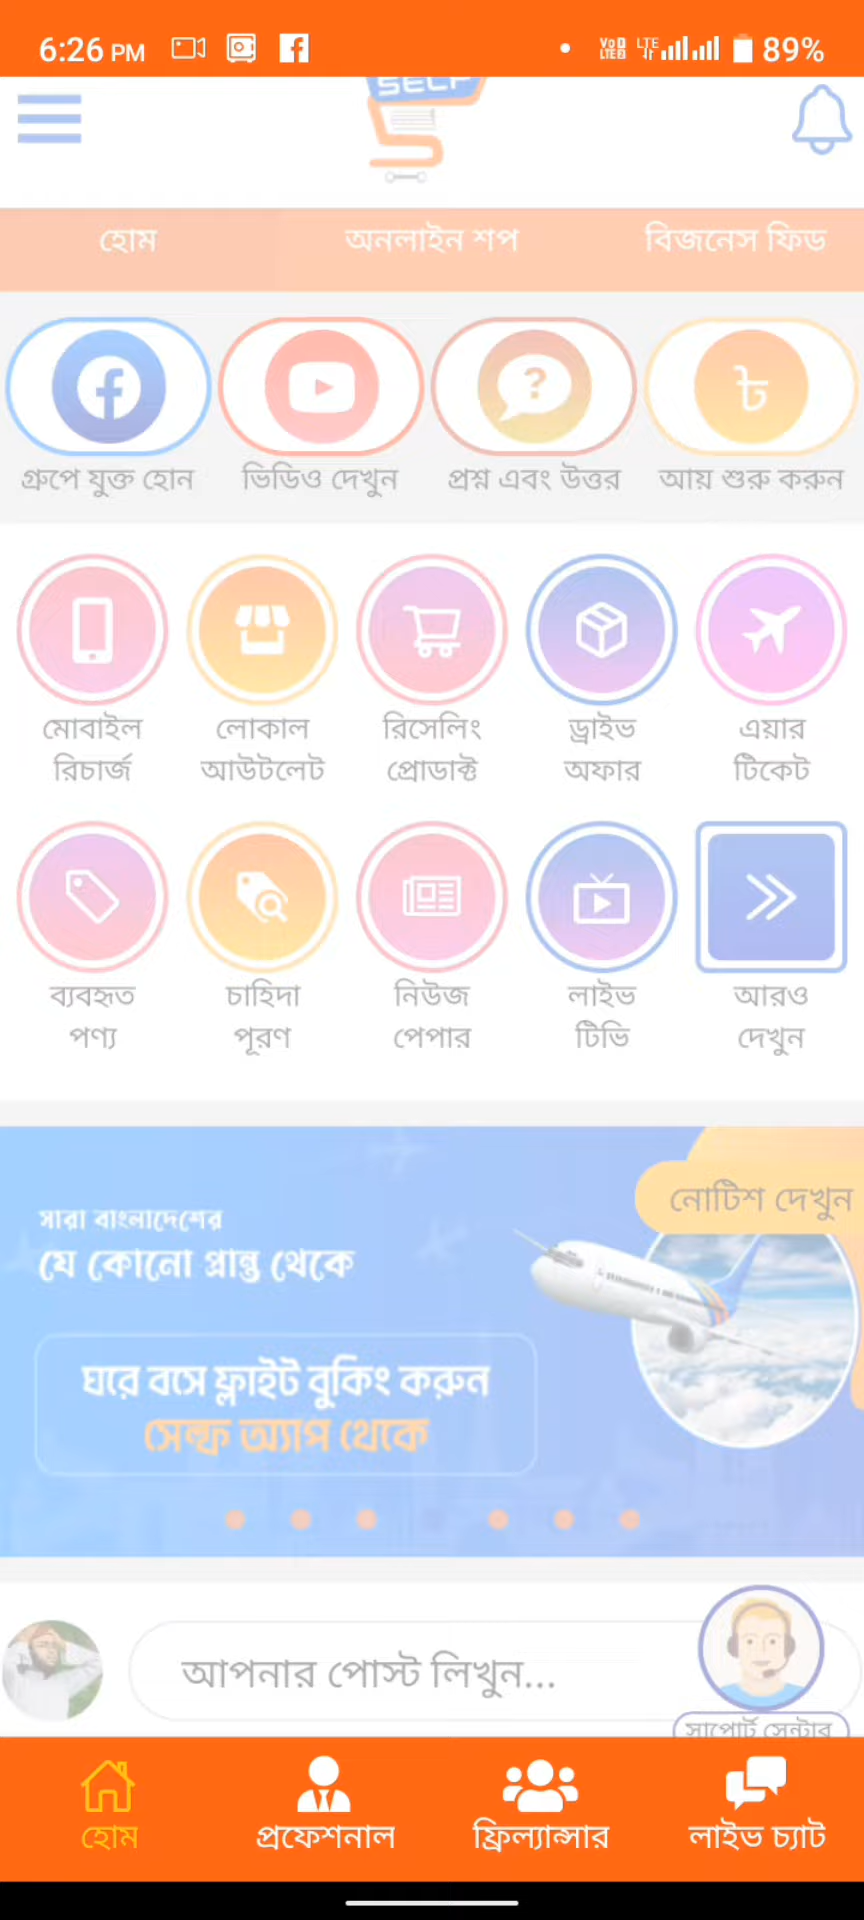 6:26 PM
89%
SELF
হোম
অনলাইন শপ
বিজনেস ফিড
গ্রুপে যুক্ত হোন
ভিডিও দেখুন
প্রশ্ন এবং উত্তর
আয় শুরু করুন
মোবাইল
রিচার্জ
লোকাল
আউটলেট
রিসেলিং
প্রোডাক্ট
ড্রাইভ
অফার
এয়ার
টিকেট
ব্যবহৃত
পণ্য
চাহিদা
পূরণ
নিউজ
পেপার
লাইভ
টিভি
আরও
দেখুন
নোটিশ দেখুন
সারা বাংলাদেশের
যে কোনো প্রান্ত থেকে
ঘরে বসে ফ্লাইট বুকিং করুন
সেল্ফ অ্যাপ থেকে
আপনার পোস্ট লিখুন...
সাপোর্ট সেন্টার
হোম
প্রফেশনাল
ফ্রিল্যান্সার
লাইভ চ্যাট